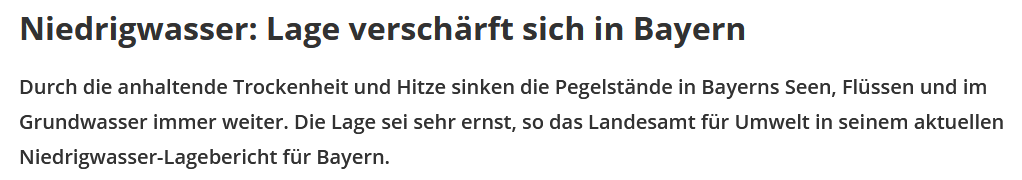 Niedrigwasser: Lage verschärft sich in Bayern
Durch die anhaltende Trockenheit und Hitze sinken die Pegelstände in Bayerns Seen, Flüssen und im
Grundwasser immer weiter. Die Lage sei sehr ernst, so das Landesamt für Umwelt in seinem aktuellen
Niedrigwasser-Lagebericht für Bayern.